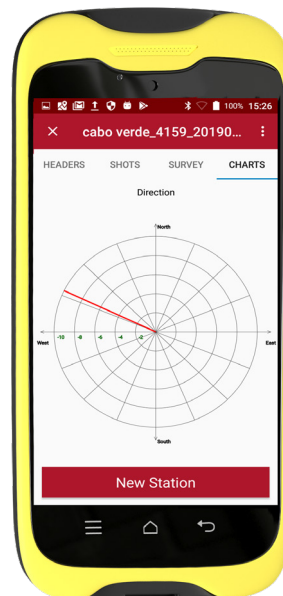 100% 15:26
cabo verde_4159_20190...
HEADERS SHOTS SURVEY CHARTS
Direction
North
West -10 -8 -6 -4 -2 East
South
New Station